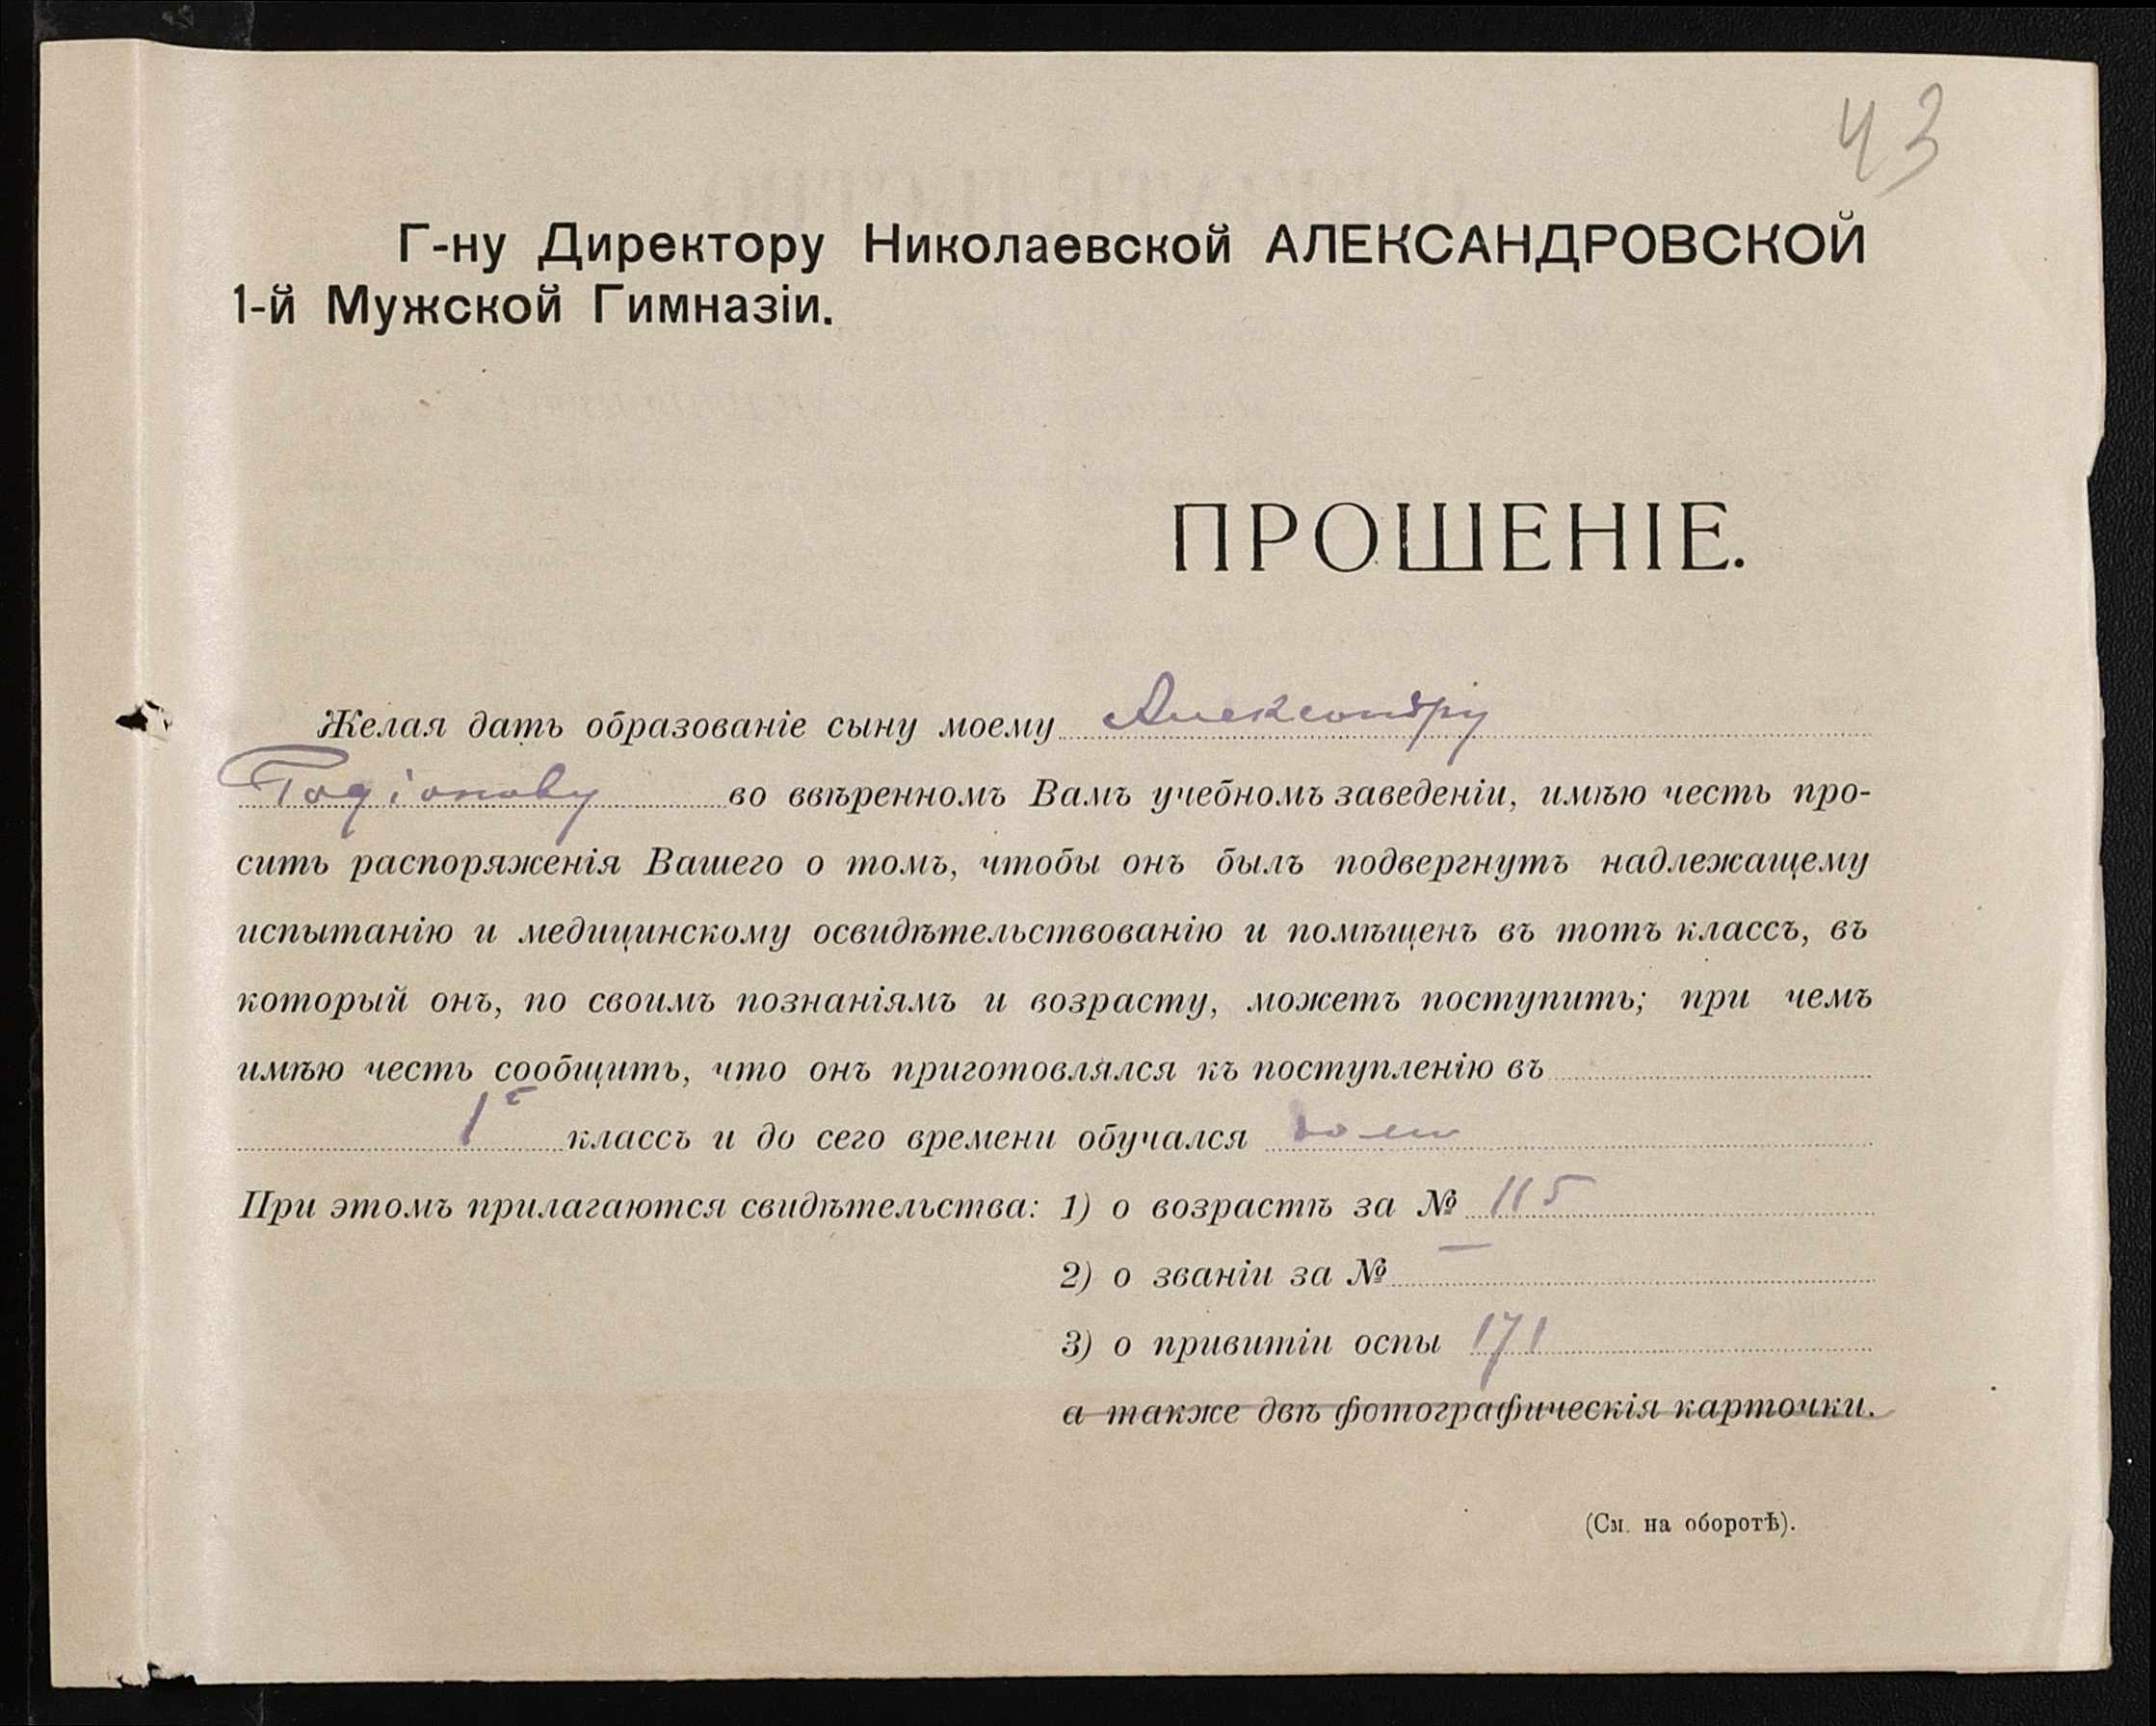 43
Г-ну Директору Николаевской АЛЕКСАНДРОВСКОЙ
1-й Мужской Гимназіи.
ПРОШЕНІЕ.
Желая дать образованіе сыну моему Александру
Родіонову во ввѣренномъ Вамъ учебномъ заведеніи, имѣю честь про-
сить распоряженія Вашего о томъ, чтобы онъ былъ подвергнутъ надлежащему
испытанію и медицинскому освидѣтельствованію и помѣщенъ въ тотъ классъ, въ
который онъ, по своимъ познаніямъ и возрасту, можетъ поступить; при чемъ
имѣю честь сообщить, что онъ приготовлялся къ поступленію въ
1 классъ и до сего времени обучался
При этомъ прилагаются свидѣтельства: 1) о возрастѣ за № 115
2) о званіи за № —
3) о привитіи оспы 171
а также двѣ фотографическія карточки.
(См. на оборотѣ).